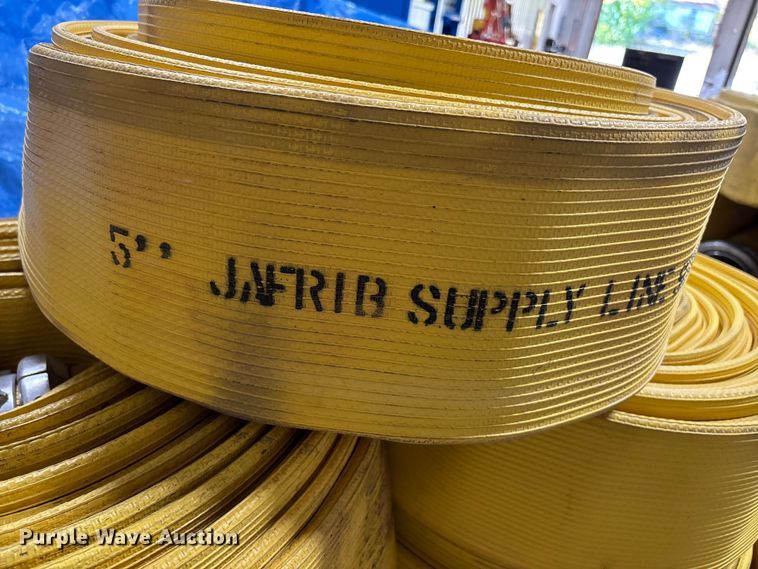 5'' JAFRIB SUPPLY LINE
Purple Wave Auction